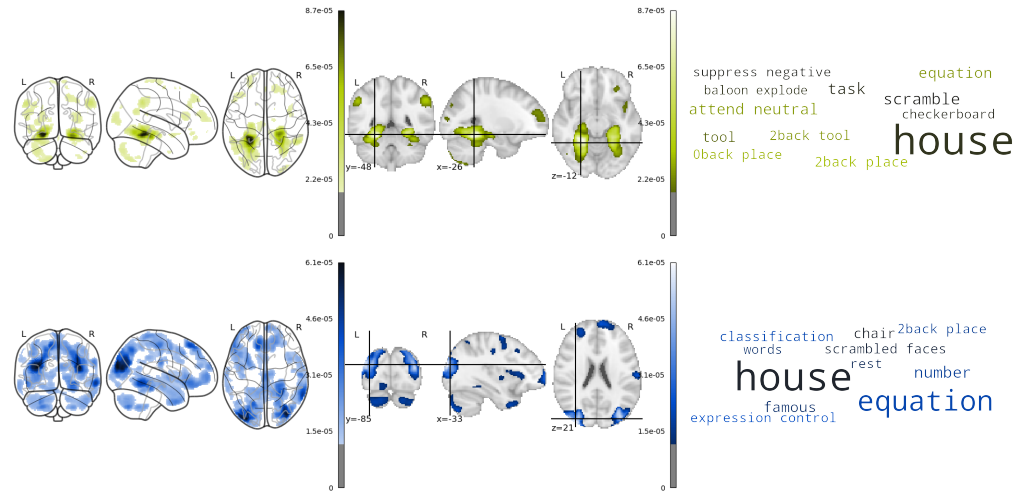 8.7e-05
8.7e-05
L R
L R
L R
L R
6.5e-05
6.5e-05
4.3e-05
4.3e-05
2.2e-05
2.2e-05
0
0
y=-48
x=-26
z=-12
suppress negative
equation
baloon explode
task
scramble
attend neutral
checkerboard
house
tool
2back tool
0back place
2back place
6.1e-05
6.1e-05
L R
L R
L R
L R
4.6e-05
4.6e-05
3.1e-05
3.1e-05
1.5e-05
1.5e-05
0
0
y=-85
x=-33
z=21
classification
chair
2back place
words
scrambled faces
rest
house
number
famous
equation
expression control